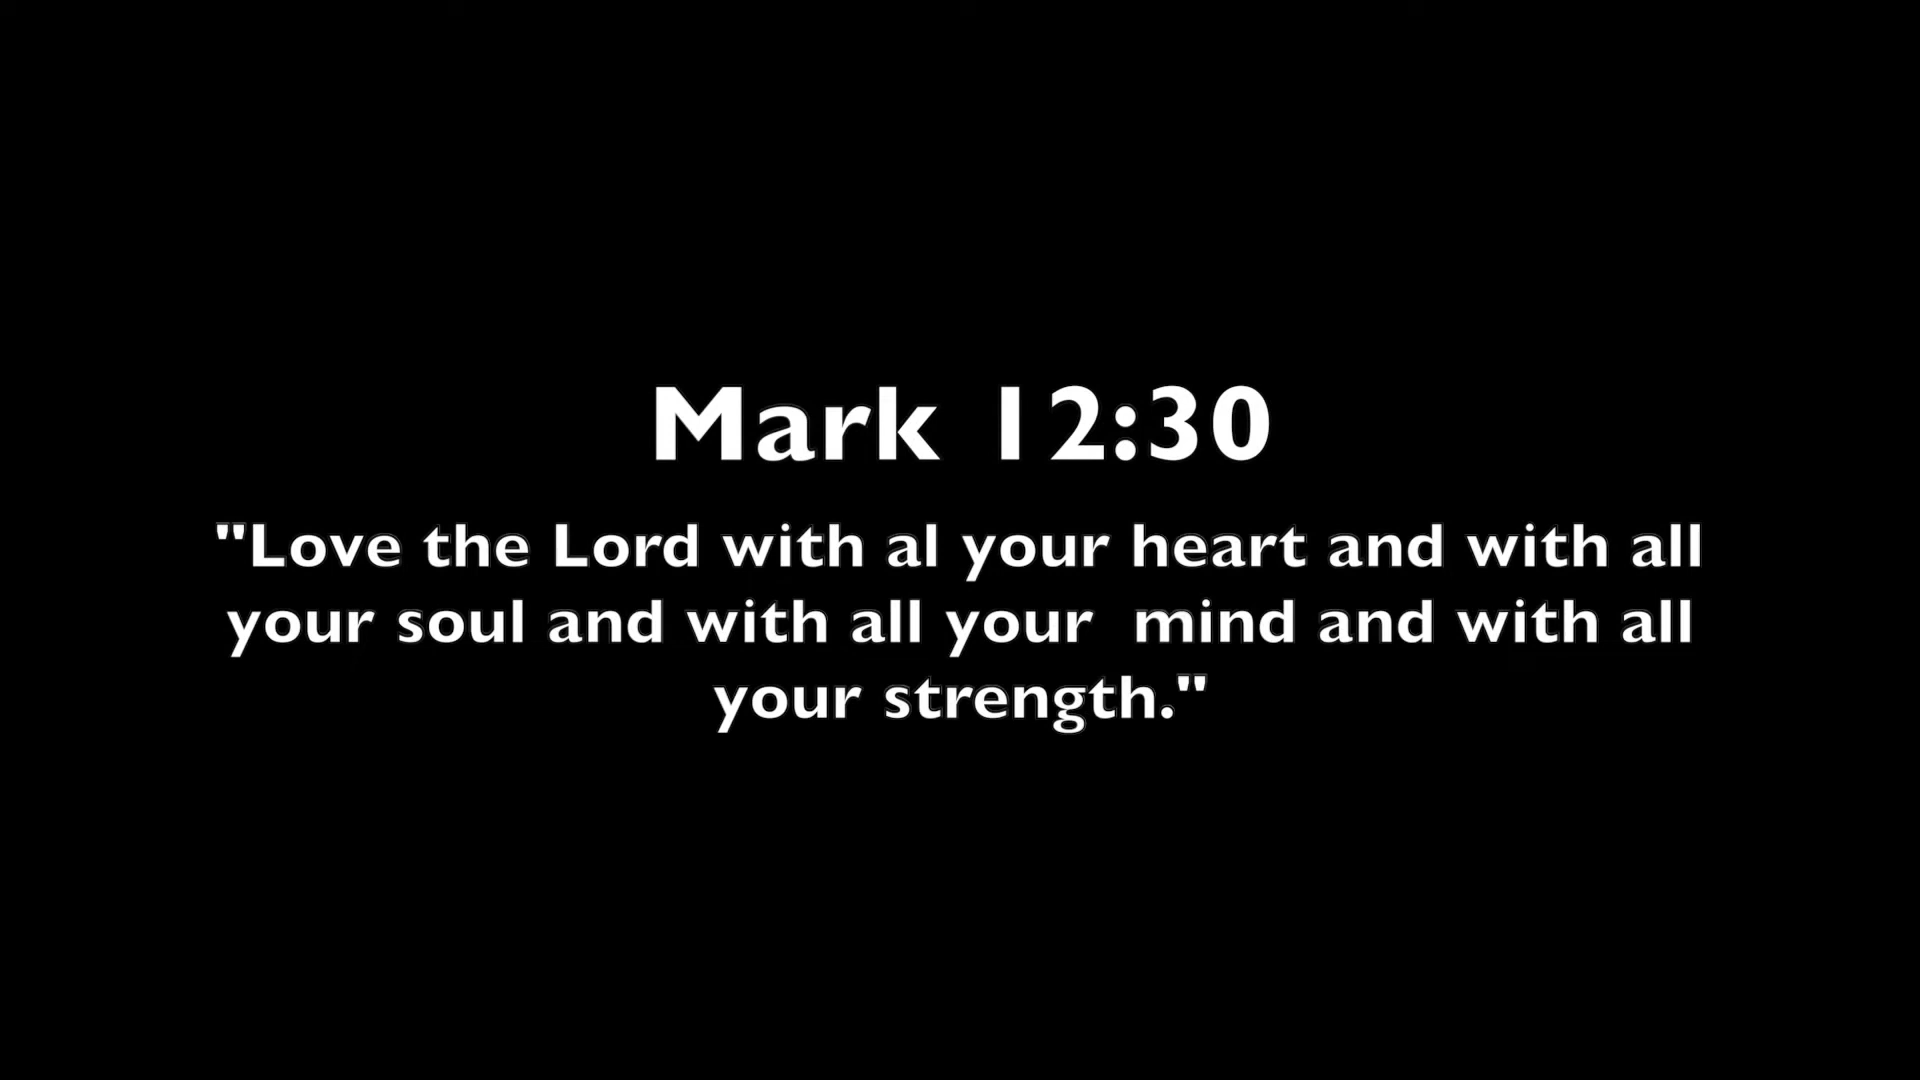 Mark 12:30
"Love the Lord with al your heart and with all
your soul and with all your  mind and with all
your strength."